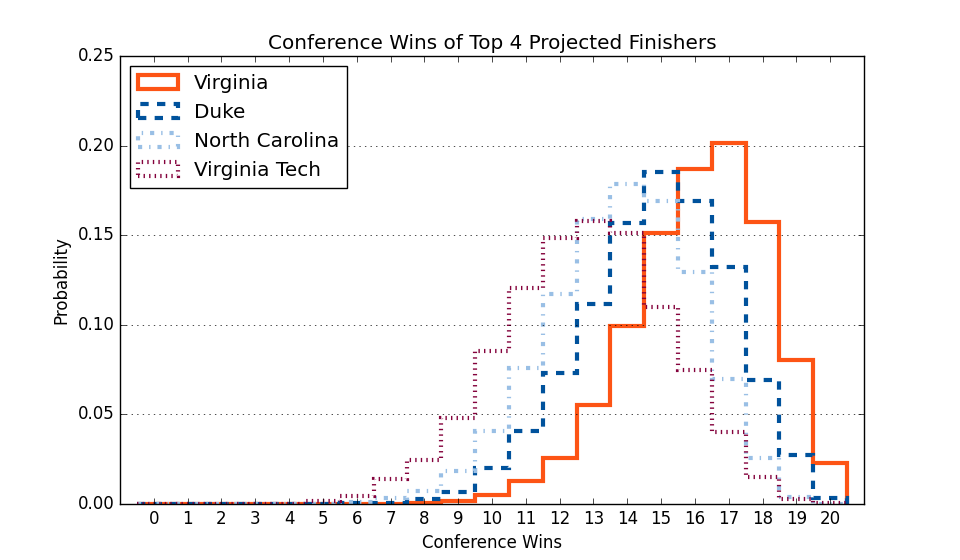 Conference Wins of Top 4 Projected Finishers
0.25
0.20
0.15
0.10
0.05
0.00
Probability
Virginia
Duke
North Carolina
Virginia Tech
0 1 2 3 4 5 6 7 8 9 10 11 12 13 14 15 16 17 18 19 20
Conference Wins